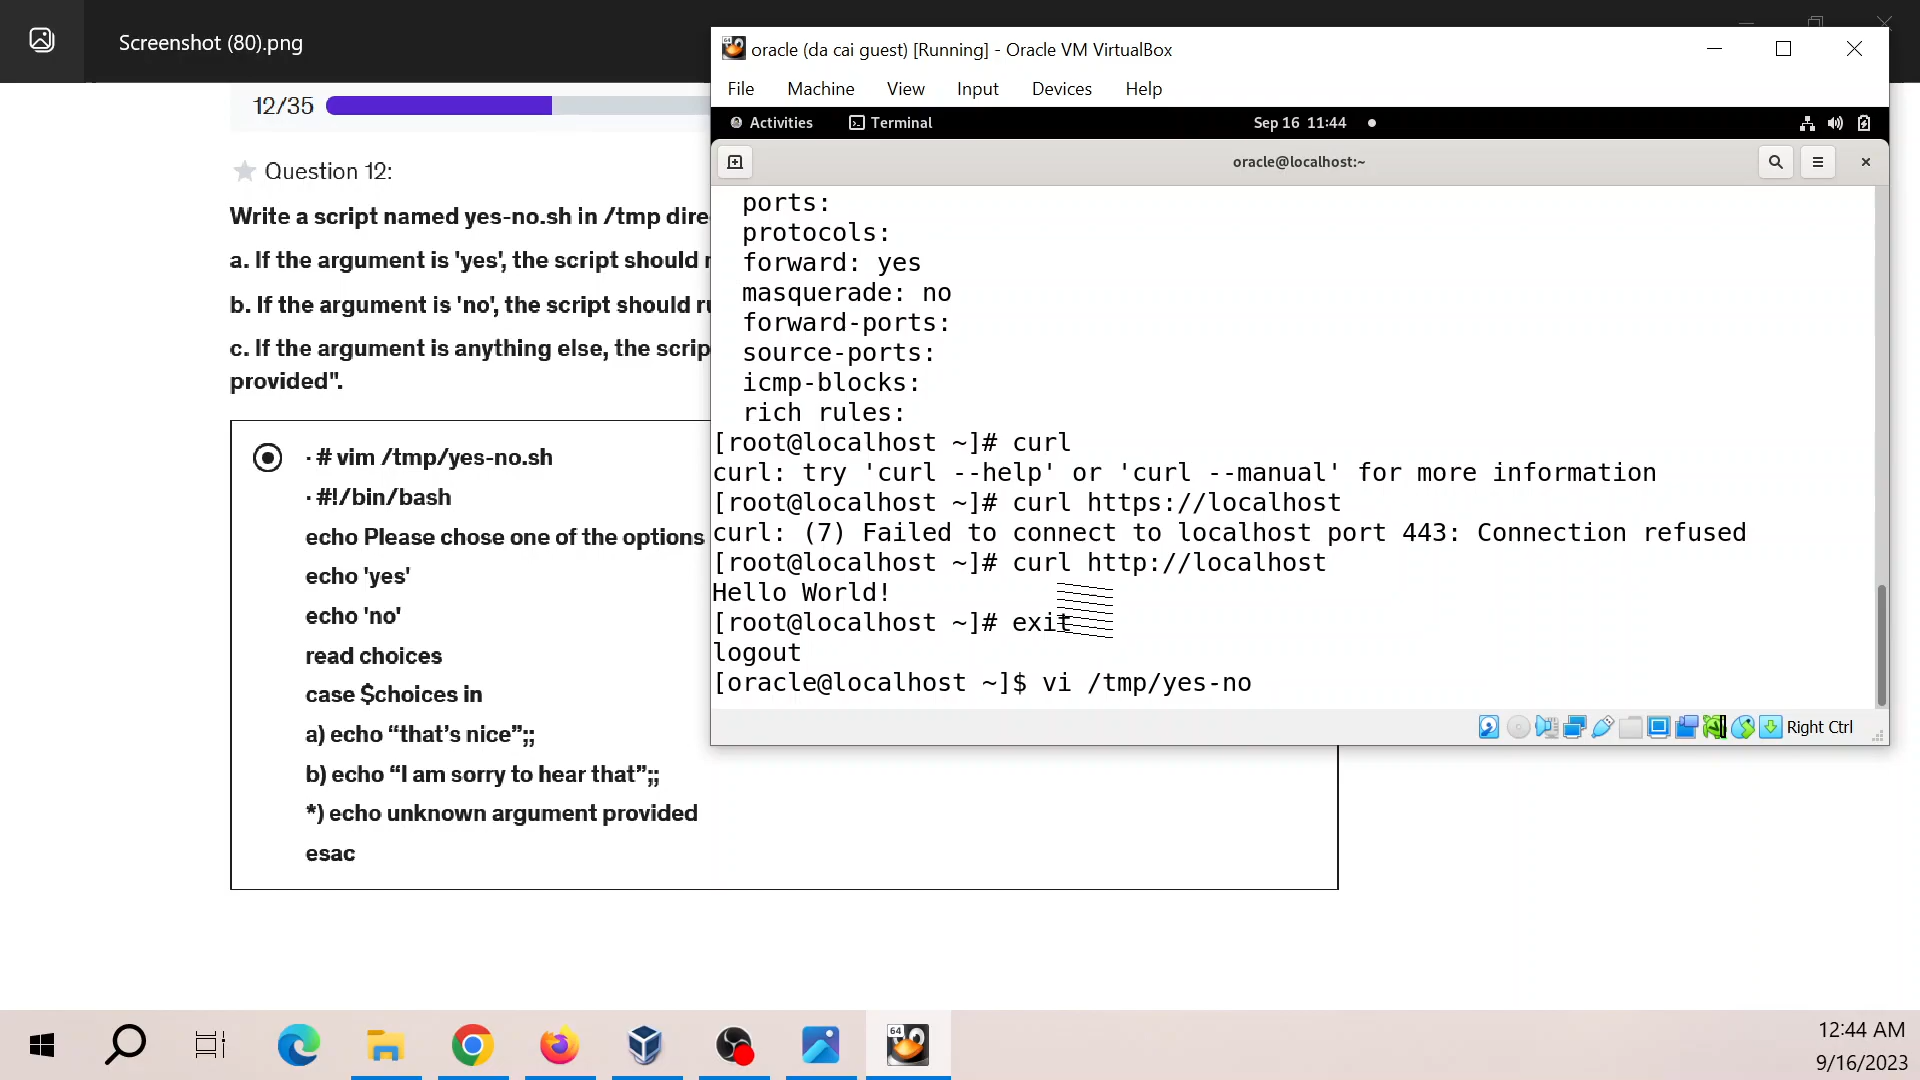 Screenshot (80).png
12/35
Question 12:
Write a script named yes-no.sh in /tmp dire
a. If the argument is 'yes', the script should
b. If the argument is 'no', the script should
c. If the argument is anything else, the scrip
provided".
· # vim /tmp/yes-no.sh
· #!/bin/bash
echo Please chose one of the options
echo 'yes'
echo 'no'
read choices
case $choices in
a) echo “that’s nice”;;
b) echo “I am sorry to hear that”;;
*) echo unknown argument provided
esac
oracle (da cai guest) [Running] - Oracle VM VirtualBox
File Machine View Input Devices Help
Activities Terminal Sep 16 11:44
oracle@localhost:~
ports:
protocols:
forward: yes
masquerade: no
forward-ports:
source-ports:
icmp-blocks:
rich rules:
[root@localhost ~]# curl
curl: try 'curl --help' or 'curl --manual' for more information
[root@localhost ~]# curl https://localhost
curl: (7) Failed to connect to localhost port 443: Connection refused
[root@localhost ~]# curl http://localhost
Hello World!
[root@localhost ~]# exit
logout
[oracle@localhost ~]$ vi /tmp/yes-no
Right Ctrl
64
12:44 AM
9/16/2023